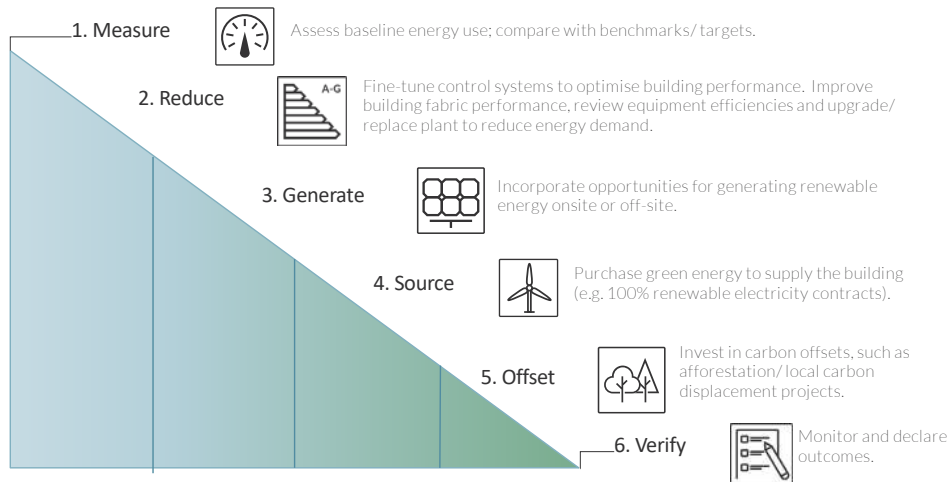 1. Measure
Assess baseline energy use; compare with benchmarks/ targets.
2. Reduce
A-G
Fine-tune control systems to optimise building performance. Improve
building fabric performance, review equipment efficiencies and upgrade/
replace plant to reduce energy demand.
3. Generate
Incorporate opportunities for generating renewable
energy onsite or off-site.
4. Source
Purchase green energy to supply the building
(e.g. 100% renewable electricity contracts).
5. Offset
Invest in carbon offsets, such as
afforestation/ local carbon
displacement projects.
6. Verify
Monitor and declare
outcomes.